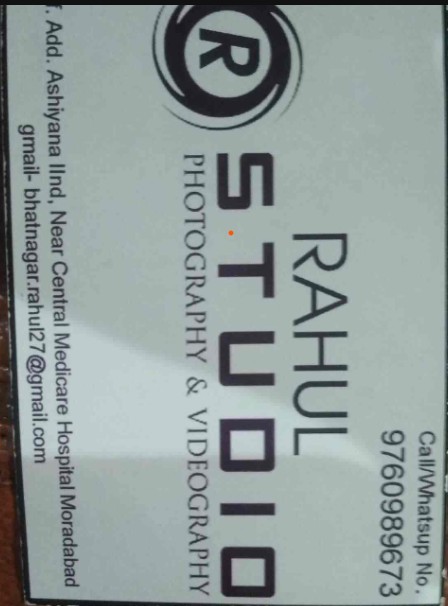 Call/Whatsup No.
9760989673
RAHUL
R
STUDIO
PHOTOGRAPHY & VIDEOGRAPHY
f. Add. Ashiyana IInd, Near Central Medicare Hospital Moradabad
gmail- bhatnagar.rahul27@gmail.com